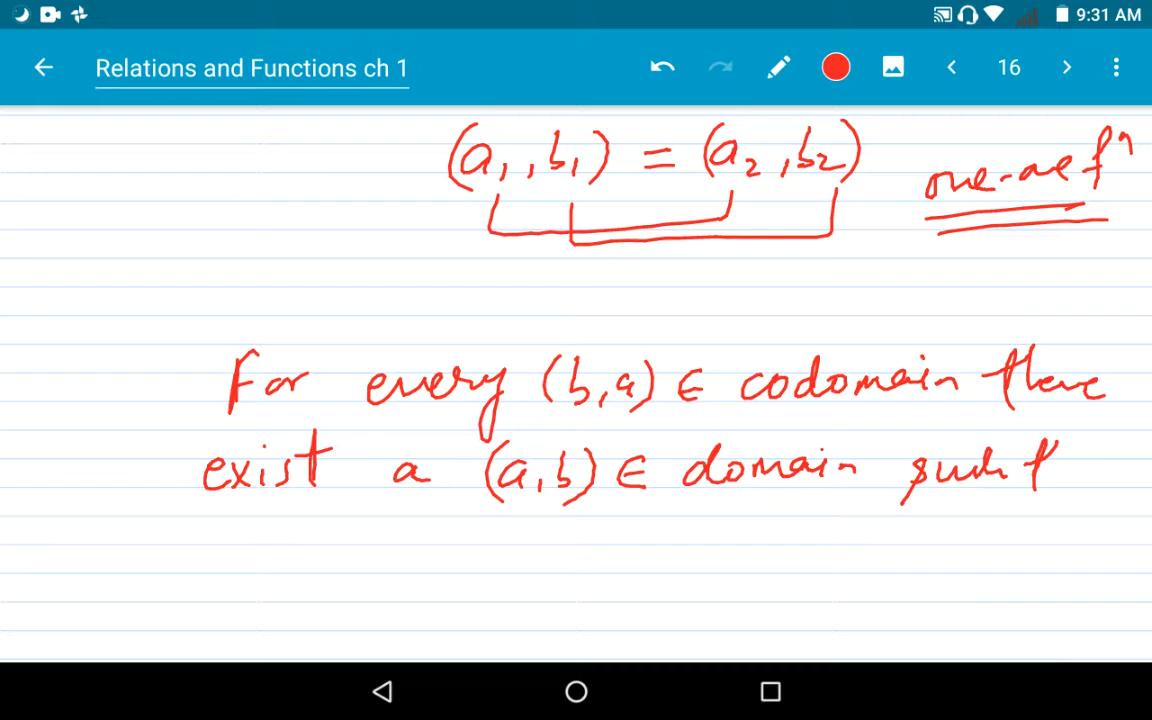 9:31 AM
Relations and Functions ch 1
16
(a₁, b₁) = (a₂, b₂)
one-one fⁿ
For every (b, a) ∈ codomain there
exist a (a, b) ∈ domain such t